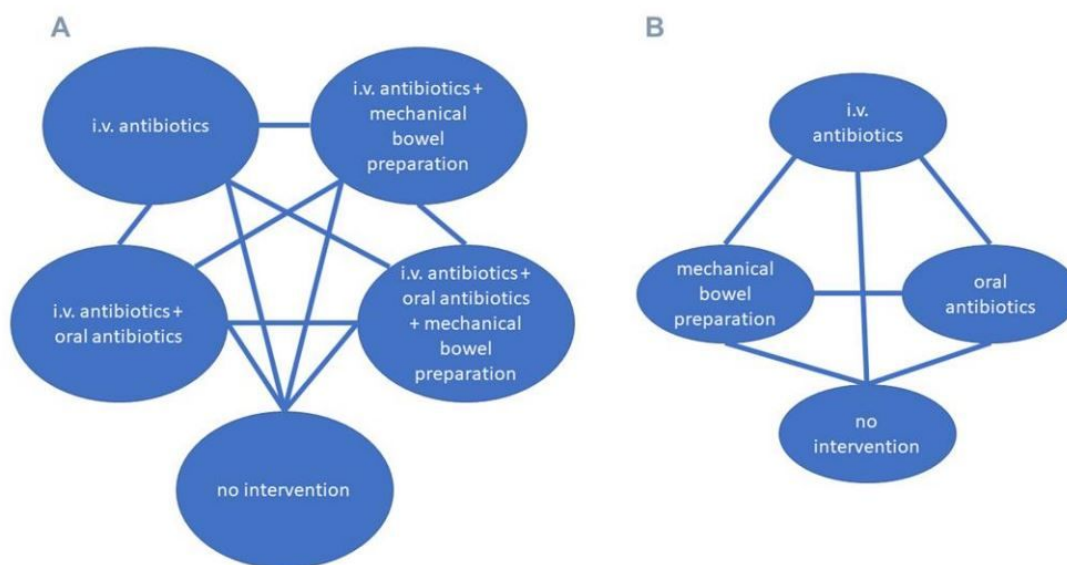 A
i.v. antibiotics
i.v. antibiotics +
mechanical
bowel
preparation
i.v. antibiotics +
oral antibiotics
i.v. antibiotics +
oral antibiotics
+ mechanical
bowel
preparation
no intervention
B
i.v.
antibiotics
mechanical
bowel
preparation
oral
antibiotics
no
intervention